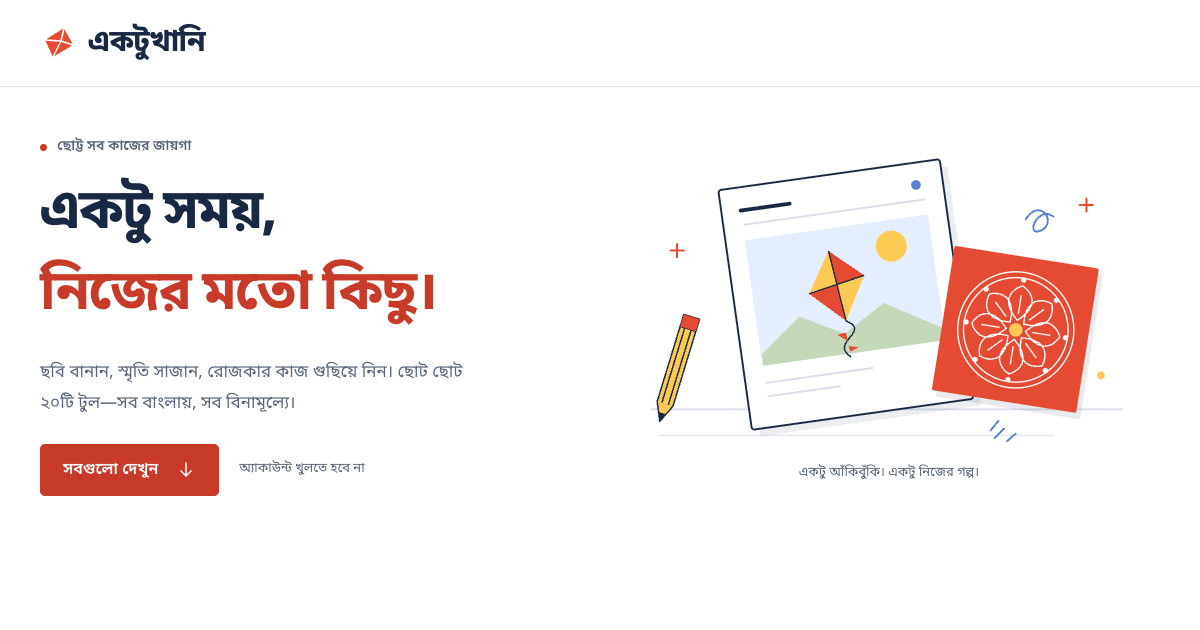 একটুখানি
ছোট্ট সব কাজের জায়গা
একটু সময়,
নিজের মতো কিছু।
ছবি বানান, স্মৃতি সাজান, রোজকার কাজ গুছিয়ে নিন। ছোট ছোট
২০টি টুল—সব বাংলায়, সব বিনামূল্যে।
সবগুলো দেখুন ↓
অ্যাকাউন্ট খুলতে হবে না
একটু আঁকিবুঁকি। একটু নিজের গল্প।